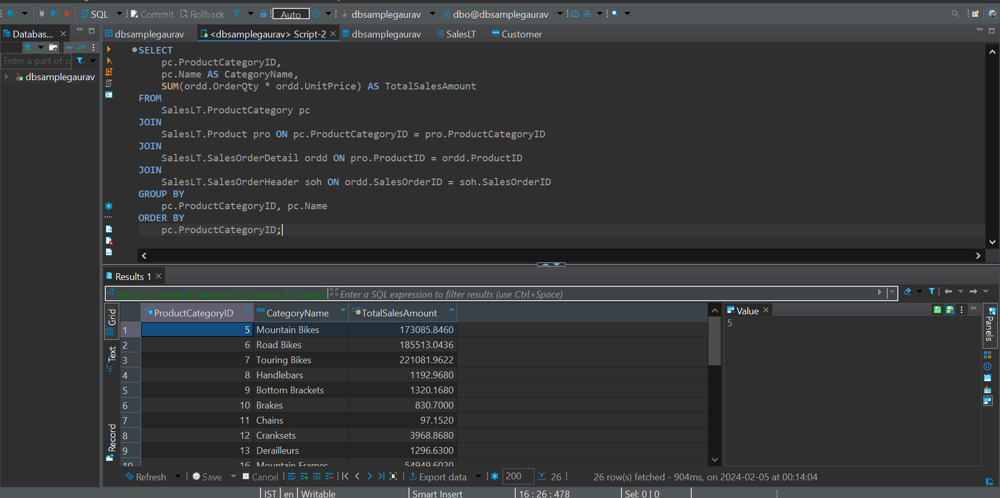 SQL Commit Rollback Auto dbsamplegaurav dbo@dbsamplegaurav
Databas... dbsamplegaurav <dbsamplegaurav> Script-2 dbsamplegaurav SalesLT Customer
Enter a part of o
dbsamplegaurav
SELECT
pc.ProductCategoryID,
pc.Name AS CategoryName,
SUM(ordd.OrderQty * ordd.UnitPrice) AS TotalSalesAmount
FROM
SalesLT.ProductCategory pc
JOIN
SalesLT.Product pro ON pc.ProductCategoryID = pro.ProductCategoryID
JOIN
SalesLT.SalesOrderDetail ordd ON pro.ProductID = ordd.ProductID
JOIN
SalesLT.SalesOrderHeader soh ON ordd.SalesOrderID = soh.SalesOrderID
GROUP BY
pc.ProductCategoryID, pc.Name
ORDER BY
pc.ProductCategoryID;
Results 1
SELECT pc.ProductCategoryID, pc.Name AS Catego Enter a SQL expression to filter results (use Ctrl+Space)
Grid
Text
Record
ProductCategoryID CategoryName TotalSalesAmount
1 5 Mountain Bikes 173085.8460
2 6 Road Bikes 185513.0436
3 7 Touring Bikes 221081.9622
4 8 Handlebars 1192.9680
5 9 Bottom Brackets 1320.1680
6 10 Brakes 830.7000
7 11 Chains 97.1520
8 12 Cranksets 3968.8680
9 13 Derailleurs 1296.6300
10 16 Mountain Frames 54949.6020
Value
5
Panels
Refresh Save Cancel Export data 200 26 26 row(s) fetched - 904ms, on 2024-02-05 at 00:14:04
IST en Writable Smart Insert 16 : 26 : 478 Sel: 0 | 0